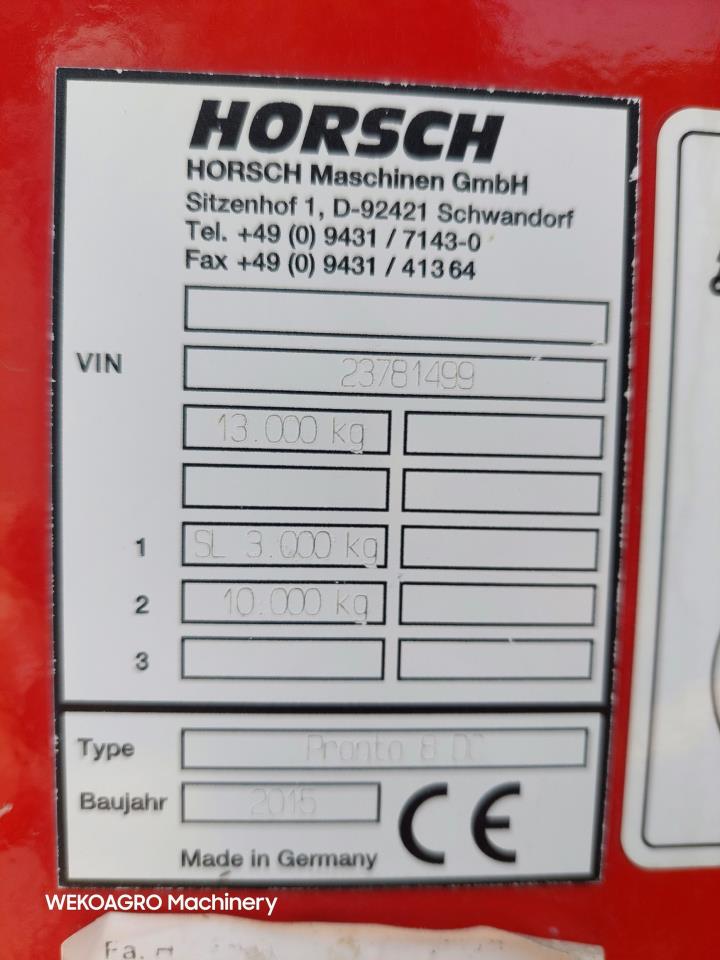 HORSCH
HORSCH Maschinen GmbH
Sitzenhof 1, D-92421 Schwandorf
Tel. +49 (0) 9431 / 7143-0
Fax +49 (0) 9431 / 41364
VIN 23781499
13.000 kg
1 SL 3.000 kg
2 10.000 kg
3
Type Pronto 8 DC
Baujahr 2015
CE
Made in Germany
WEKOAGRO Machinery
Fa.